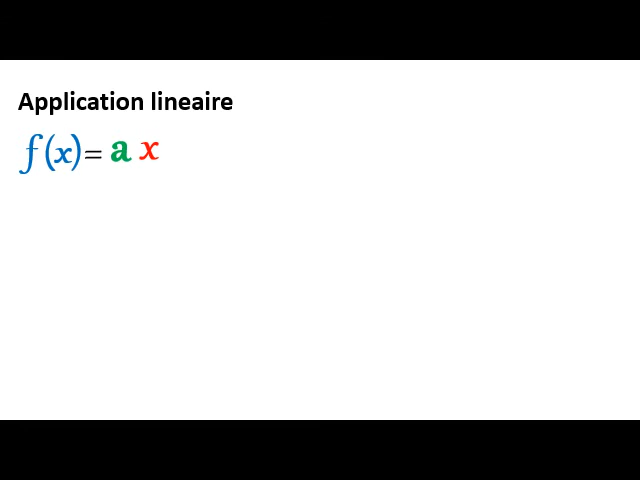 Application lineaire
f(x)= a x